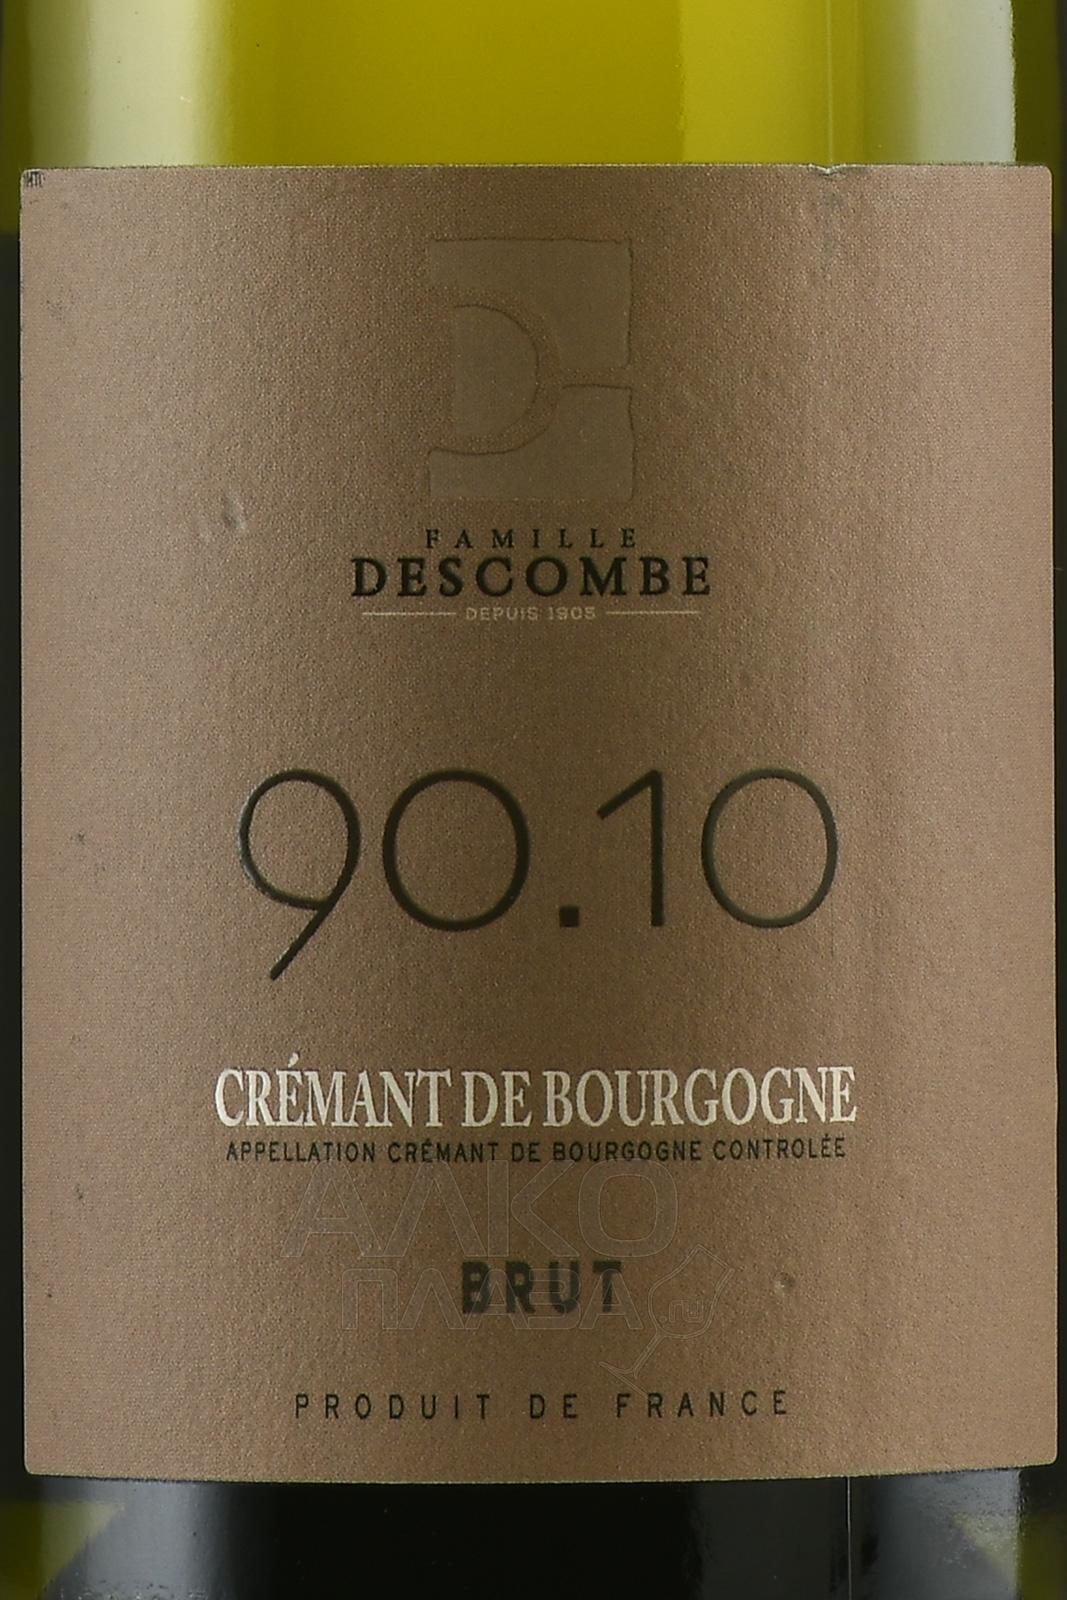 FAMILLE
DESCOMBE
DEPUIS 1905
90.10
CRÉMANT DE BOURGOGNE
APPELLATION CRÉMANT DE BOURGOGNE CONTROLÉE
АЛКО
BRUT
ПЛАЗА.ru
PRODUIT DE FRANCE